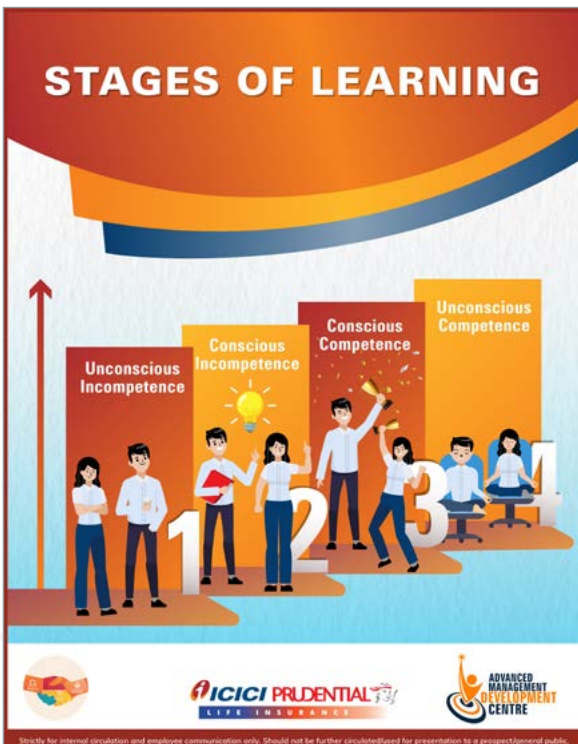 STAGES OF LEARNING
Unconscious
Incompetence
Conscious
Incompetence
Conscious
Competence
Unconscious
Competence
1
2
3
4
ICICI PRUDENTIAL
LIFE INSURANCE
ADVANCED
MANAGEMENT
DEVELOPMENT
CENTRE
Strictly for internal circulation and employee communication only. Should not be further circulated/used for presentation to a prospect/general public.